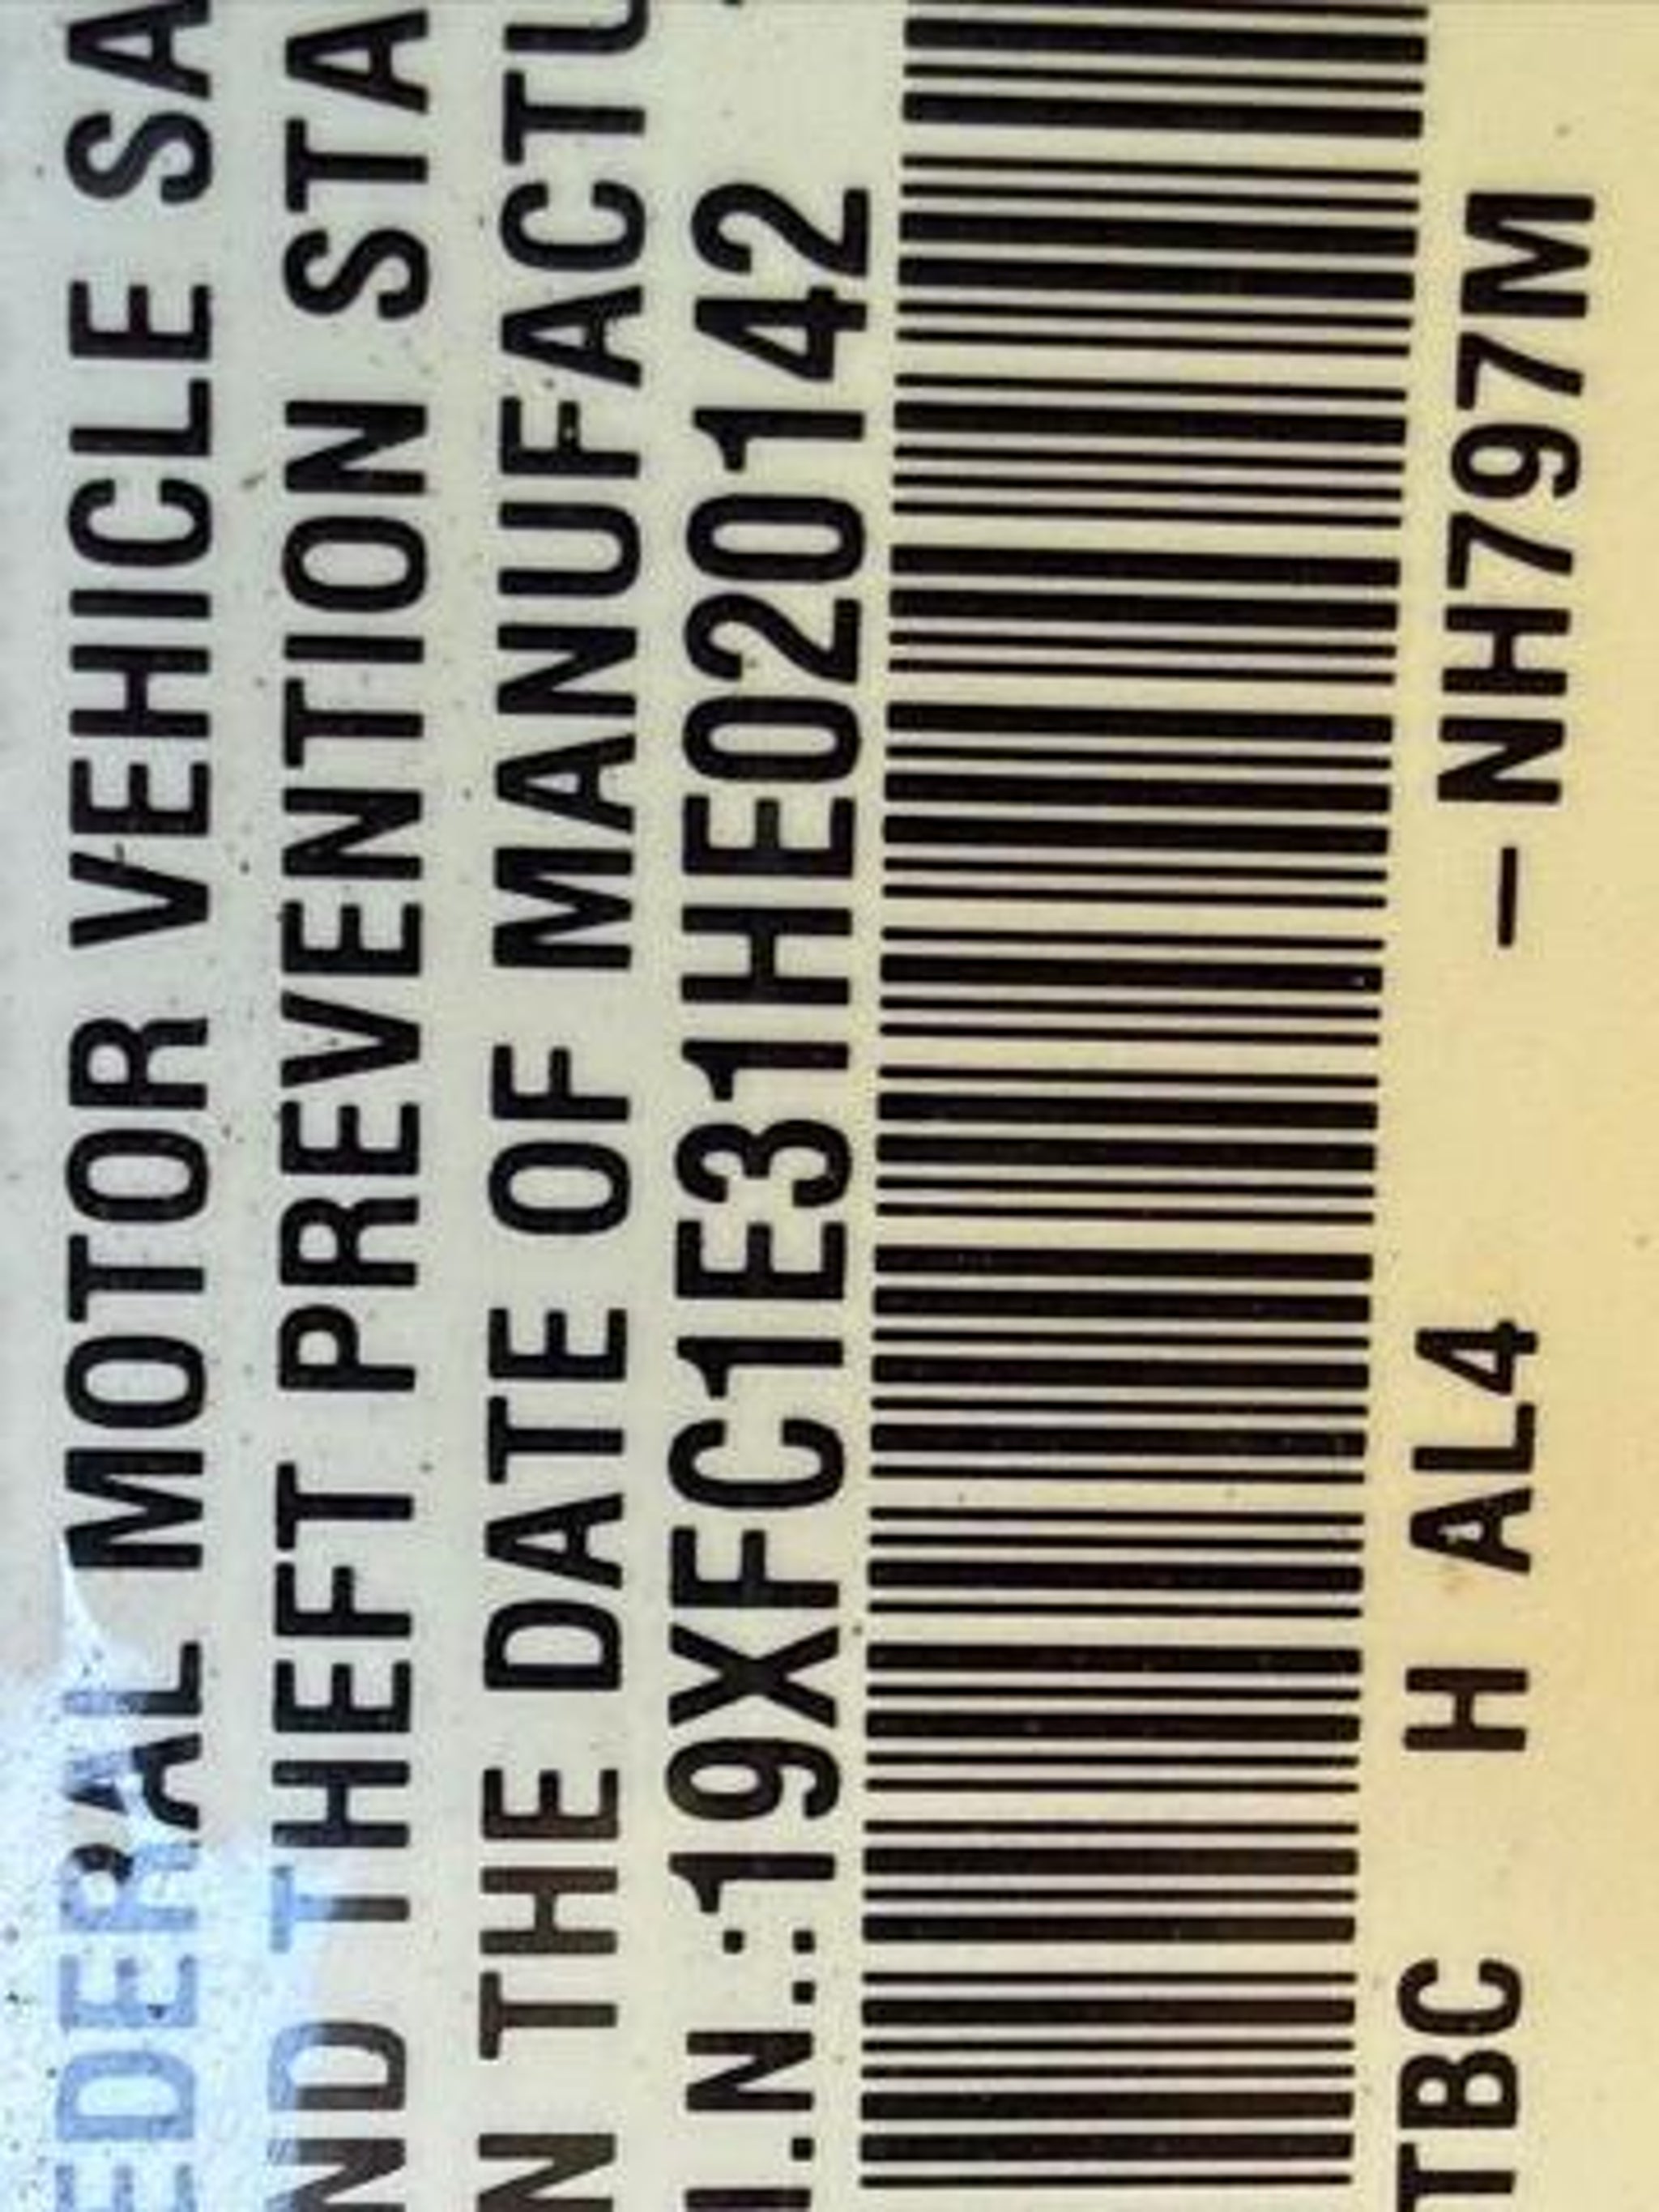 EDERAL MOTOR VEHICLE SA
ND THEFT PREVENTION STA
N THE DATE OF MANUFACTU
I.N.:19XFC1E31HE020142
TBC H AL4 – NH797M